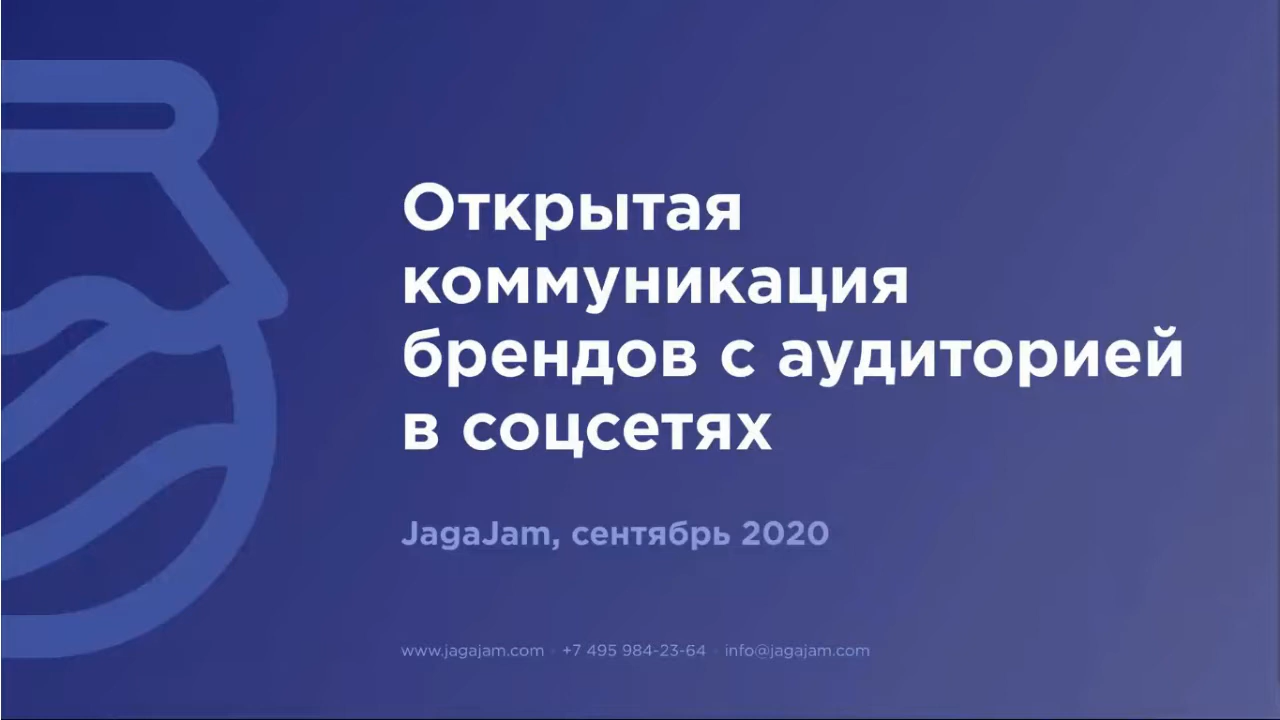 Открытая
коммуникация
брендов с аудиторией
в соцсетях
JagaJam, сентябрь 2020
www.jagajam.com · +7 495 984-23-64 · info@jagajam.com